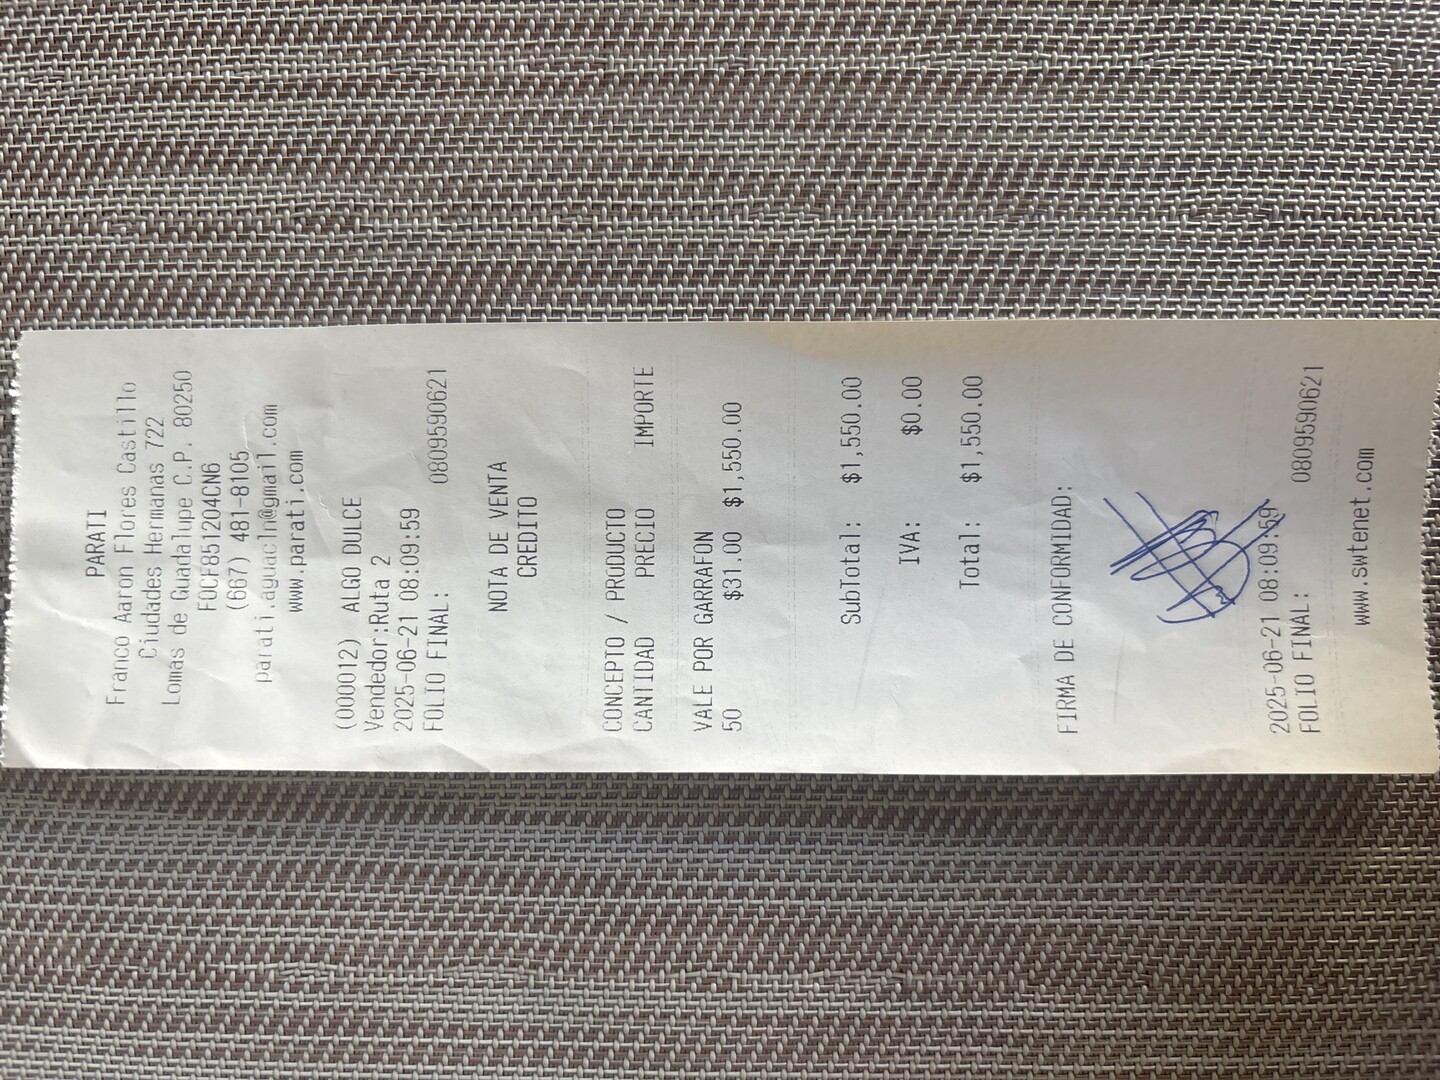 PARATI
Franco Aaron Flores Castillo
Ciudades Hermanas 722
Lomas de Guadalupe C.P. 80250
FOCF851204CN6
(667) 481-8105
parati.aguacln@gmail.com
www.parati.com
(000012) ALGO DULCE
Vendedor:Ruta 2
2025-06-21 08:09:59
FOLIO FINAL: 0809590621
NOTA DE VENTA
CREDITO
CONCEPTO / PRODUCTO
CANTIDAD PRECIO IMPORTE
VALE POR GARRAFON
50 $31.00 $1,550.00
SubTotal: $1,550.00
IVA: $0.00
Total: $1,550.00
FIRMA DE CONFORMIDAD:
2025-06-21 08:09:59
FOLIO FINAL: 0809590621
www.swtenet.com